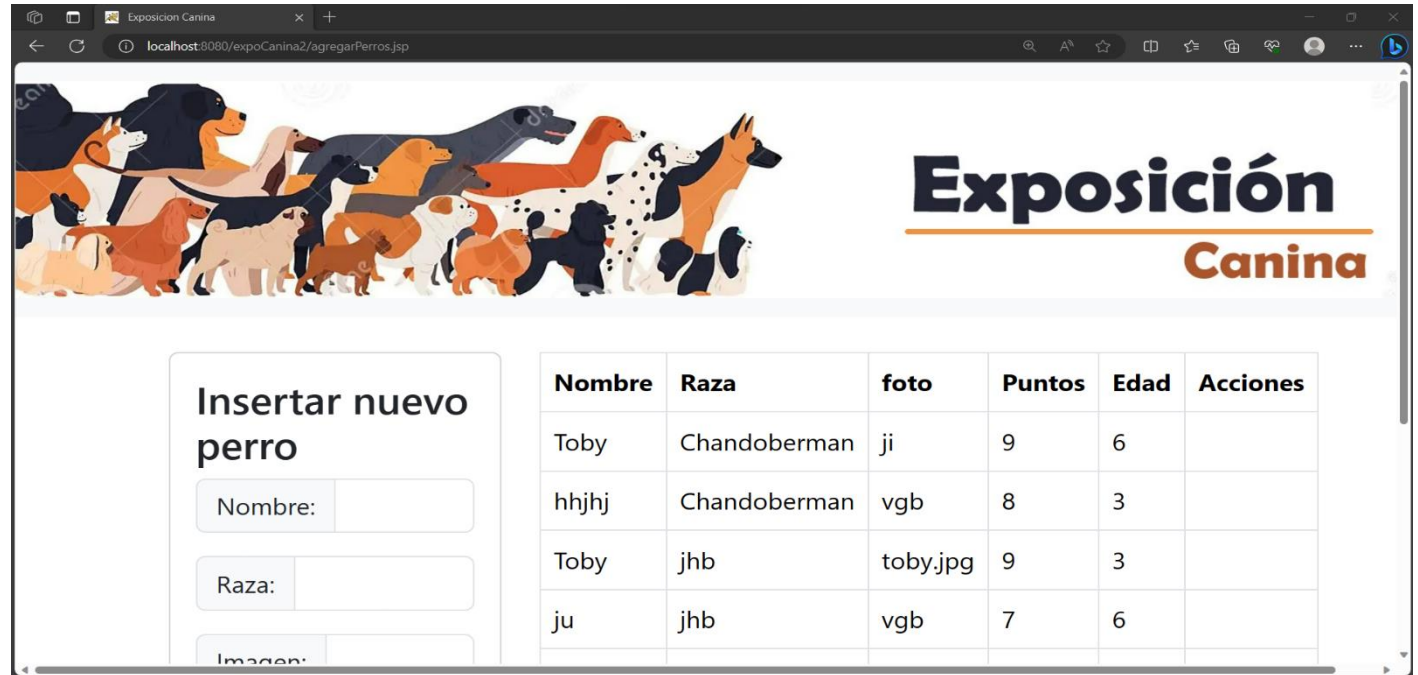 Exposicion Canina
localhost:8080/expoCanina2/agregarPerros.jsp
Exposición
Canina
Insertar nuevo
perro
Nombre:
Raza:
Imagen:
Nombre Raza foto Puntos Edad Acciones
Toby Chandoberman ji 9 6
hhjhj Chandoberman vgb 8 3
Toby jhb toby.jpg 9 3
ju jhb vgb 7 6